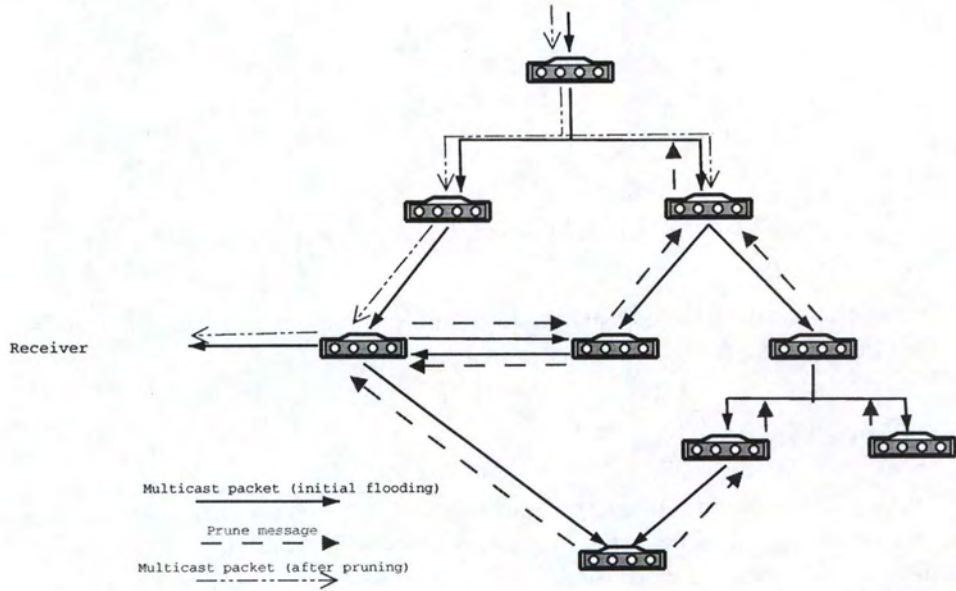 Receiver
Multicast packet (initial flooding)
Prune message
Multicast packet (after pruning)